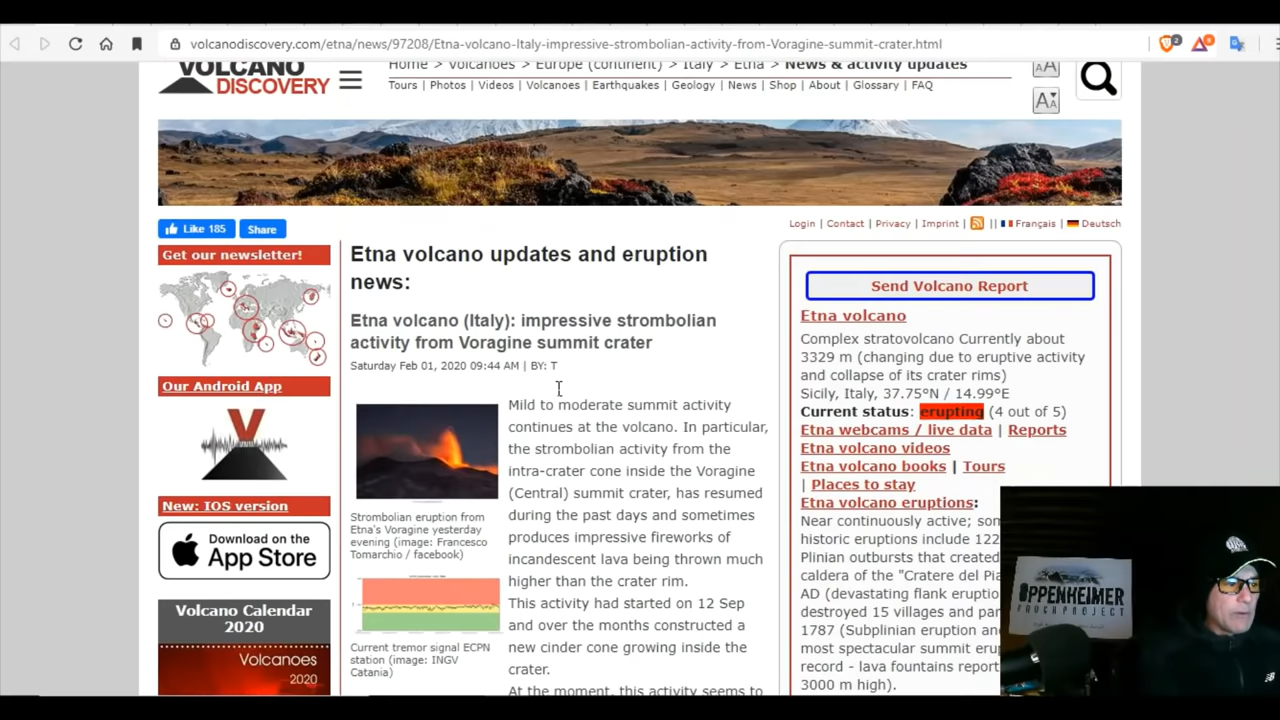 volcanodiscovery.com/etna/news/97208/Etna-volcano-Italy-impressive-strombolian-activity-from-Voragine-summit-crater.html
VOLCANO
DISCOVERY
Home > Volcanoes > Europe (continent) > Italy > Etna > News & activity updates
Tours | Photos | Videos | Volcanoes | Earthquakes | Geology | News | Shop | About | Glossary | FAQ
Login | Contact | Privacy | Imprint | || Français | Deutsch
Like 185 Share
Get our newsletter!
Our Android App
New: IOS version
Download on the
App Store
Volcano Calendar
2020
Volcanoes
2020
Etna volcano updates and eruption
news:
Etna volcano (Italy): impressive strombolian
activity from Voragine summit crater
Saturday Feb 01, 2020 09:44 AM | BY: T
Strombolian eruption from
Etna's Voragine yesterday
evening (image: Francesco
Tomarchio / facebook)
Current tremor signal ECPN
station (image: INGV
Catania)
Mild to moderate summit activity
continues at the volcano. In particular,
the strombolian activity from the
intra-crater cone inside the Voragine
(Central) summit crater, has resumed
during the past days and sometimes
produces impressive fireworks of
incandescent lava being thrown much
higher than the crater rim.
This activity had started on 12 Sep
and over the months constructed a
new cinder cone growing inside the
crater.
At the moment, this activity seems to
Send Volcano Report
Etna volcano
Complex stratovolcano Currently about
3329 m (changing due to eruptive activity
and collapse of its crater rims)
Sicily, Italy, 37.75°N / 14.99°E
Current status: erupting (4 out of 5)
Etna webcams / live data | Reports
Etna volcano videos
Etna volcano books | Tours
| Places to stay
Etna volcano eruptions:
Near continuously active;
historic eruptions include 122
Plinian outbursts that created
caldera of the "Cratere del
AD (devastating flank
destroyed 15 villages and
1787 (Subplinian eruption
most spectacular summit
record - lava fountains
3000 m high).
OPPENHEIMER
RANCH PROJECT